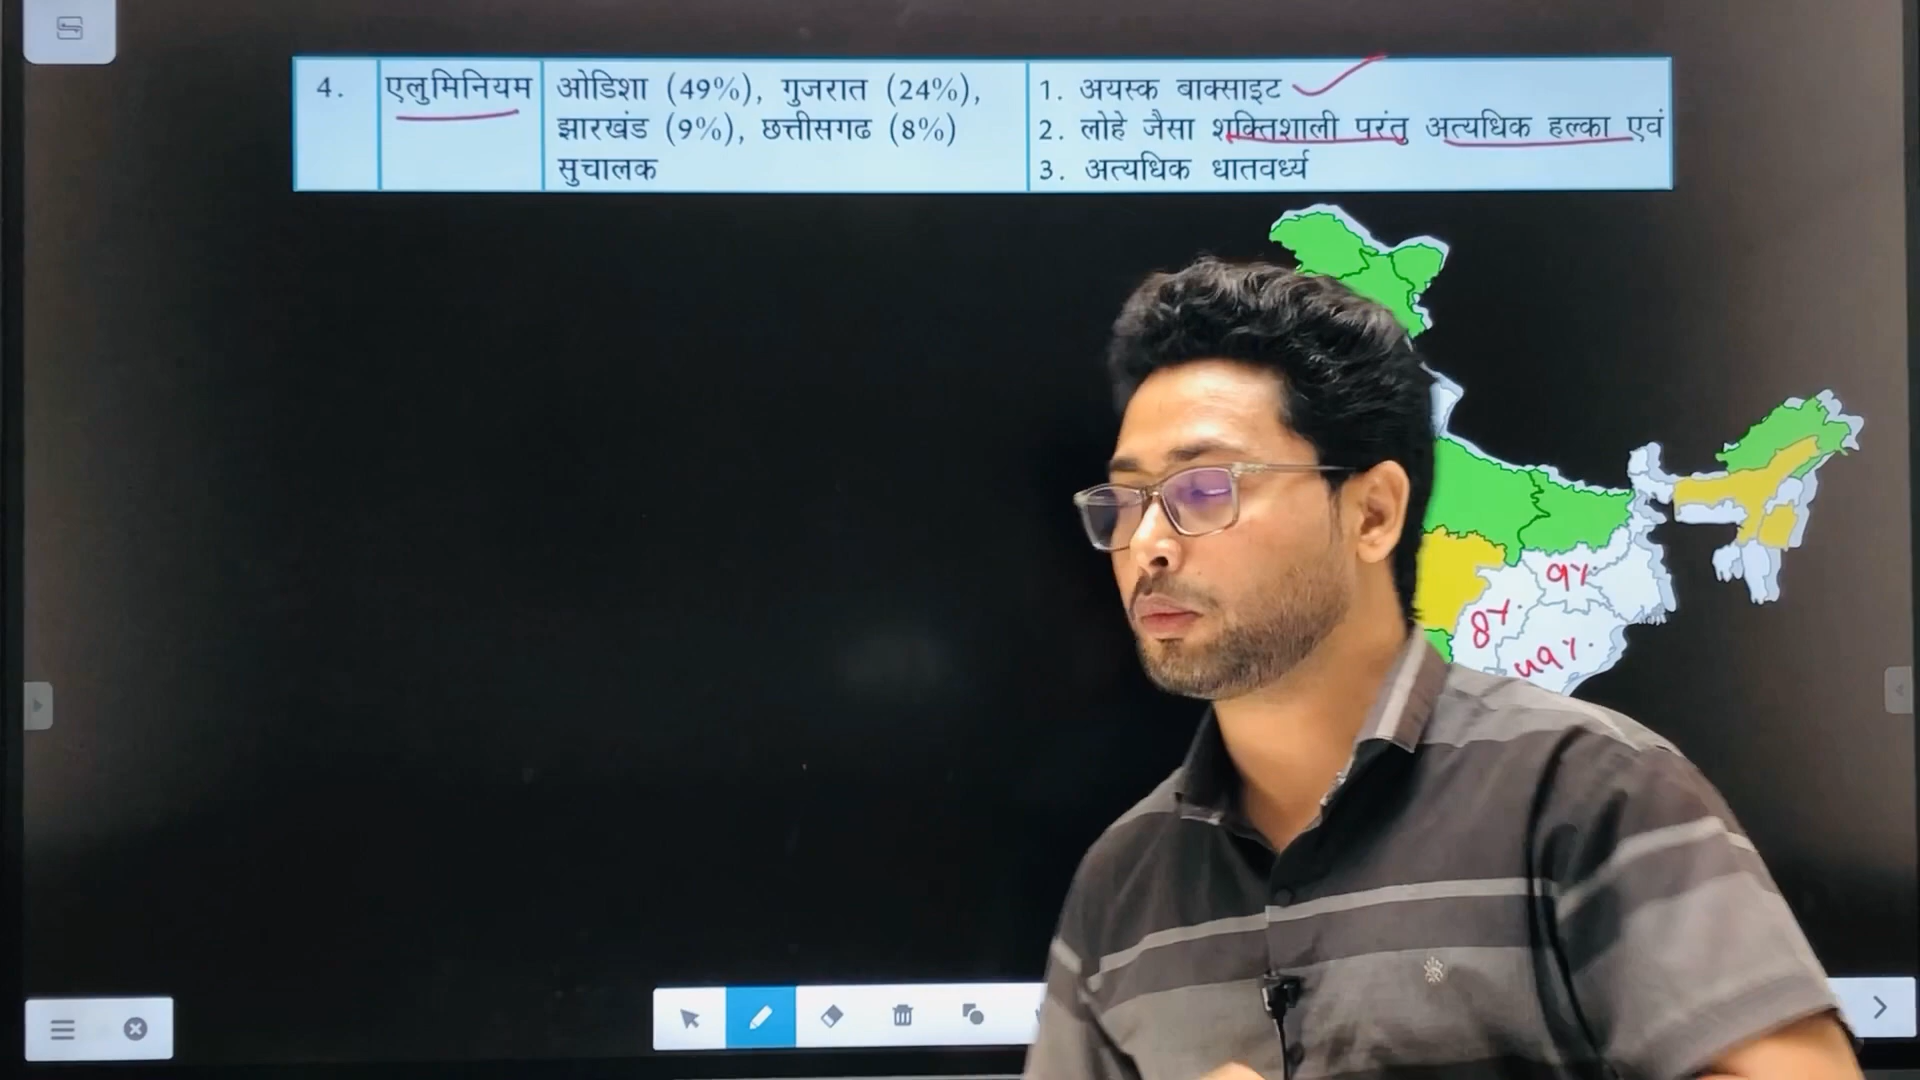 4. एलुमिनियम ओडिशा (49%), गुजरात (24%), 1. अयस्क बाक्साइट
झारखंड (9%), छत्तीसगढ (8%) 2. लोहे जैसा शक्तिशाली परंतु अत्यधिक हल्का एवं
सुचालक 3. अत्यधिक धातवर्ध्य
9%.
8%.
49%.